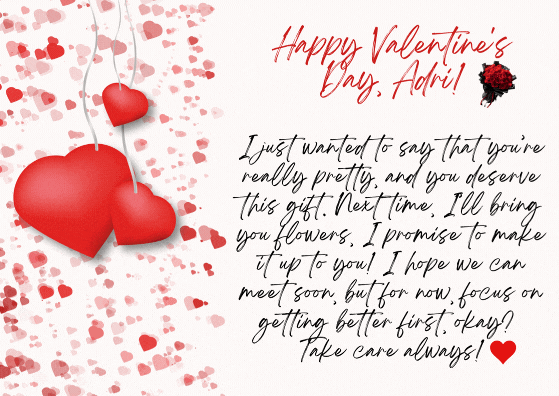 Happy Valentine's
Day, Adri!
I just wanted to say that you're
really pretty, and you deserve
this gift. Next time, I'll bring
you flowers, I promise to make
it up to you! I hope we can
meet soon, but for now, focus on
getting better first, okay?
Take care always!